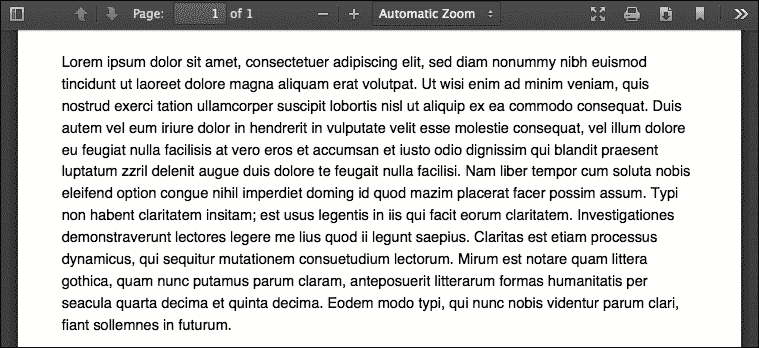 Page: 1 of 1 Automatic Zoom
Lorem ipsum dolor sit amet, consectetuer adipiscing elit, sed diam nonummy nibh euismod
tincidunt ut laoreet dolore magna aliquam erat volutpat. Ut wisi enim ad minim veniam, quis
nostrud exerci tation ullamcorper suscipit lobortis nisl ut aliquip ex ea commodo consequat. Duis
autem vel eum iriure dolor in hendrerit in vulputate velit esse molestie consequat, vel illum dolore
eu feugiat nulla facilisis at vero eros et accumsan et iusto odio dignissim qui blandit praesent
luptatum zzril delenit augue duis dolore te feugait nulla facilisi. Nam liber tempor cum soluta nobis
eleifend option congue nihil imperdiet doming id quod mazim placerat facer possim assum. Typi
non habent claritatem insitam; est usus legentis in iis qui facit eorum claritatem. Investigationes
demonstraverunt lectores legere me lius quod ii legunt saepius. Claritas est etiam processus
dynamicus, qui sequitur mutationem consuetudium lectorum. Mirum est notare quam littera
gothica, quam nunc putamus parum claram, anteposuerit litterarum formas humanitatis per
seacula quarta decima et quinta decima. Eodem modo typi, qui nunc nobis videntur parum clari,
fiant sollemnes in futurum.